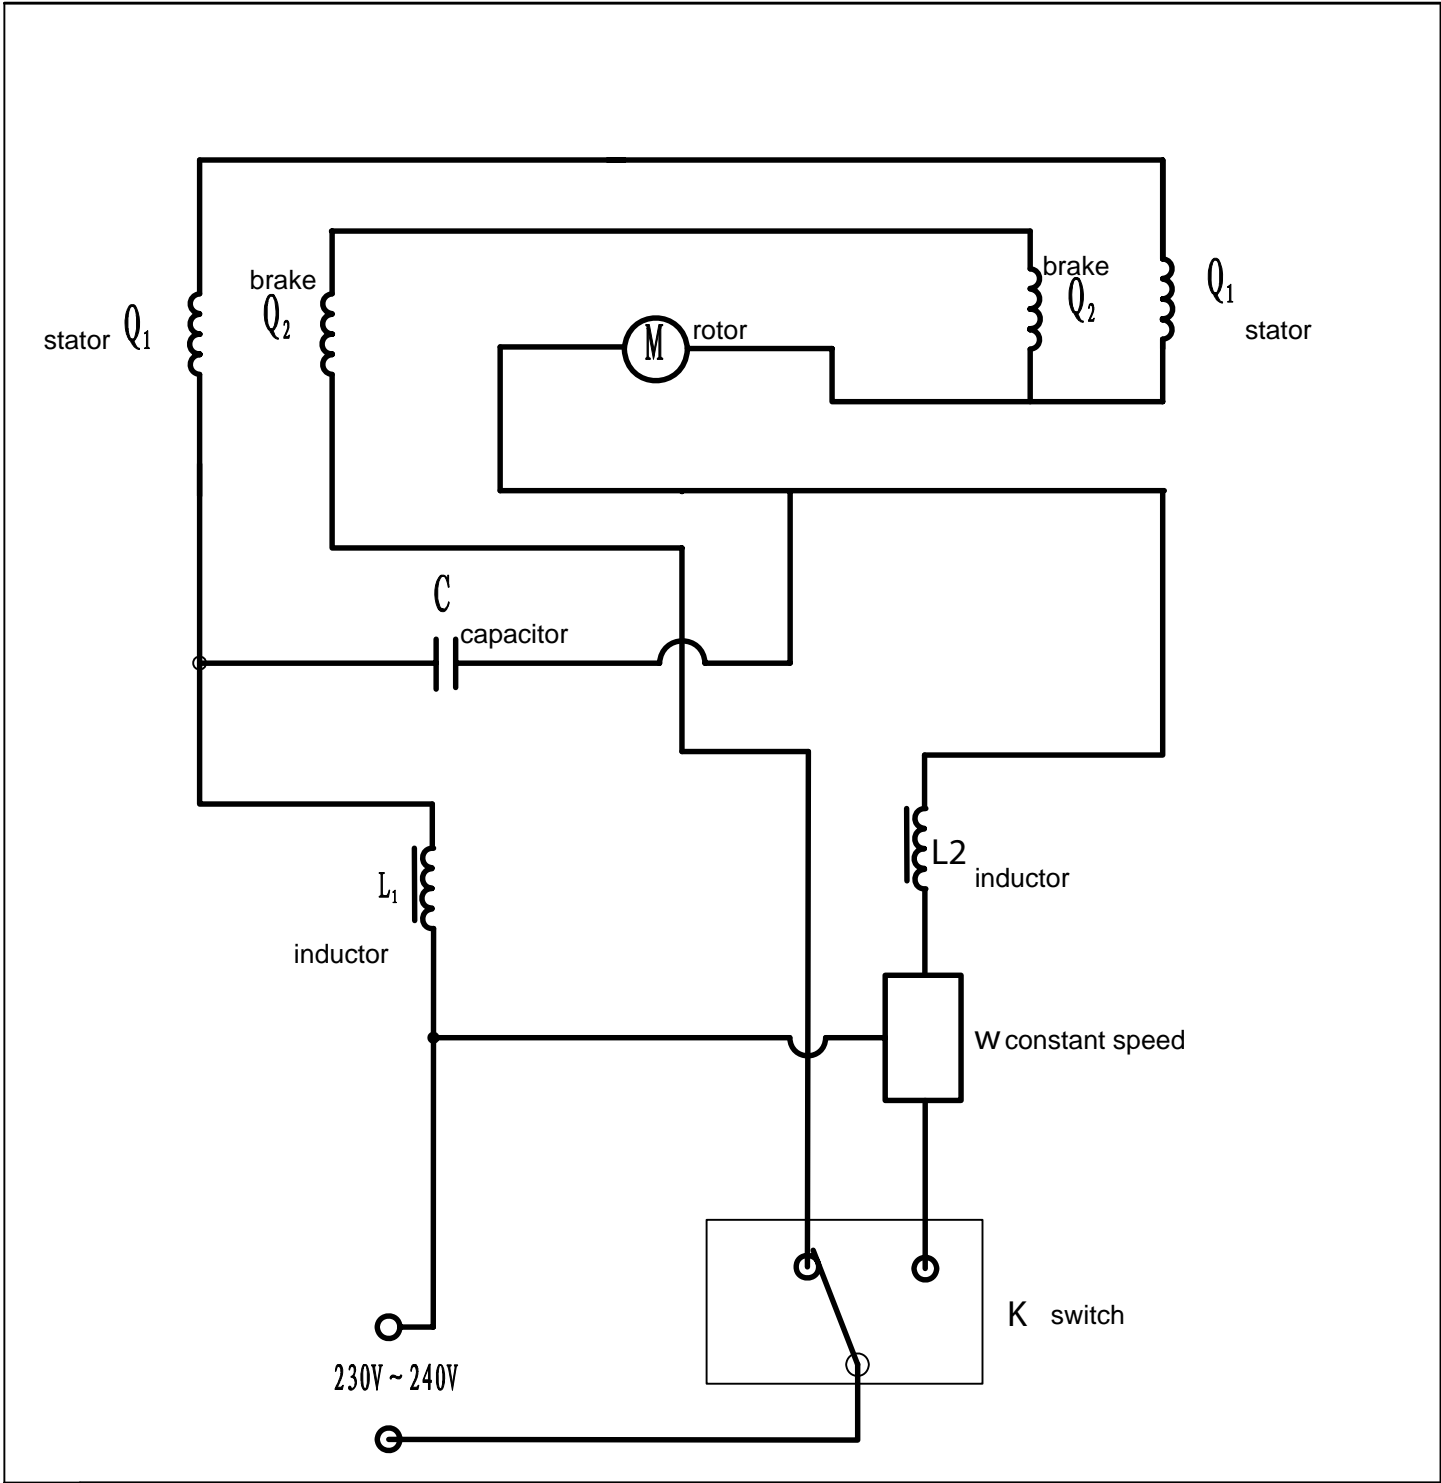 brake
Q2
stator Q1
M rotor
brake
Q2
Q1
stator
C
capacitor
L1
inductor
L2
inductor
W constant speed
K switch
230V ~ 240V